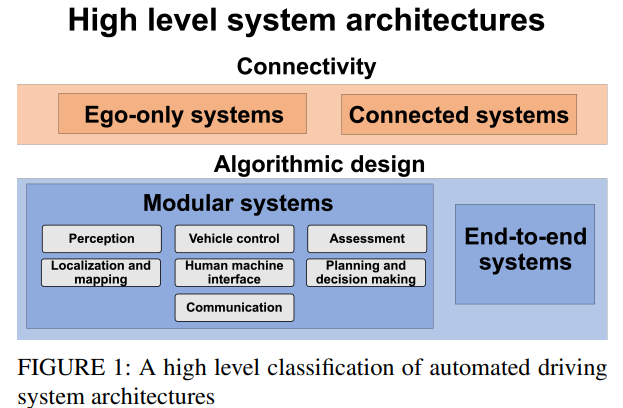 High level system architectures
Connectivity
Ego-only systems
Connected systems
Algorithmic design
Modular systems
Perception
Vehicle control
Assessment
Localization and
mapping
Human machine
interface
Planning and
decision making
Communication
End-to-end
systems
FIGURE 1: A high level classification of automated driving
system architectures